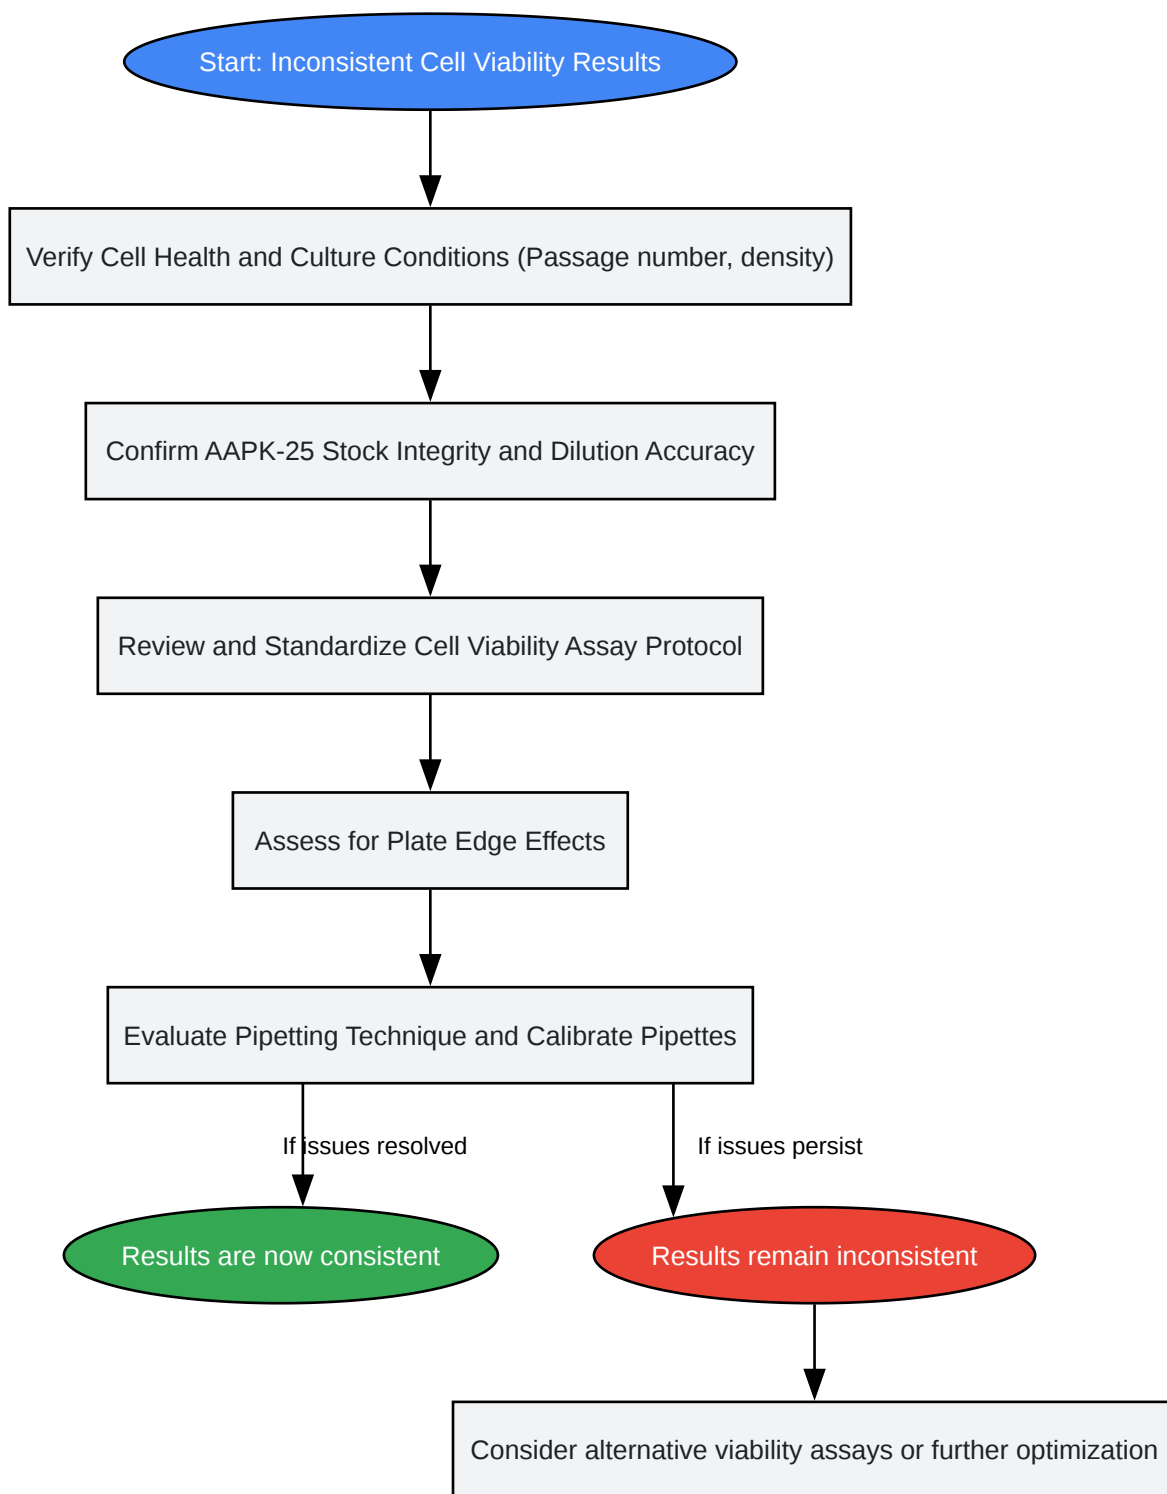 Start: Inconsistent Cell Viability Results
Verify Cell Health and Culture Conditions (Passage number, density)
Confirm AAPK-25 Stock Integrity and Dilution Accuracy
Review and Standardize Cell Viability Assay Protocol
Assess for Plate Edge Effects
Evaluate Pipetting Technique and Calibrate Pipettes
If issues resolved
If issues persist
Results are now consistent
Results remain inconsistent
Consider alternative viability assays or further optimization